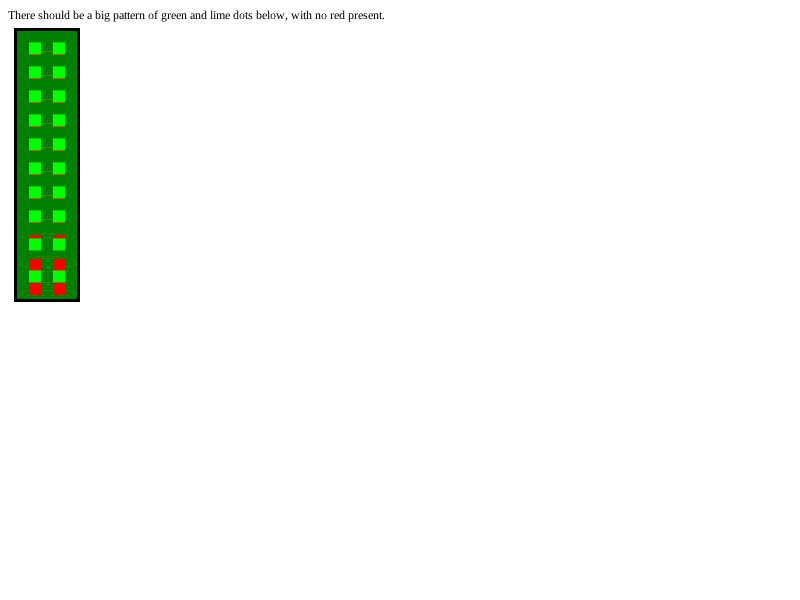 There should be a big pattern of green and lime dots below, with no red present.